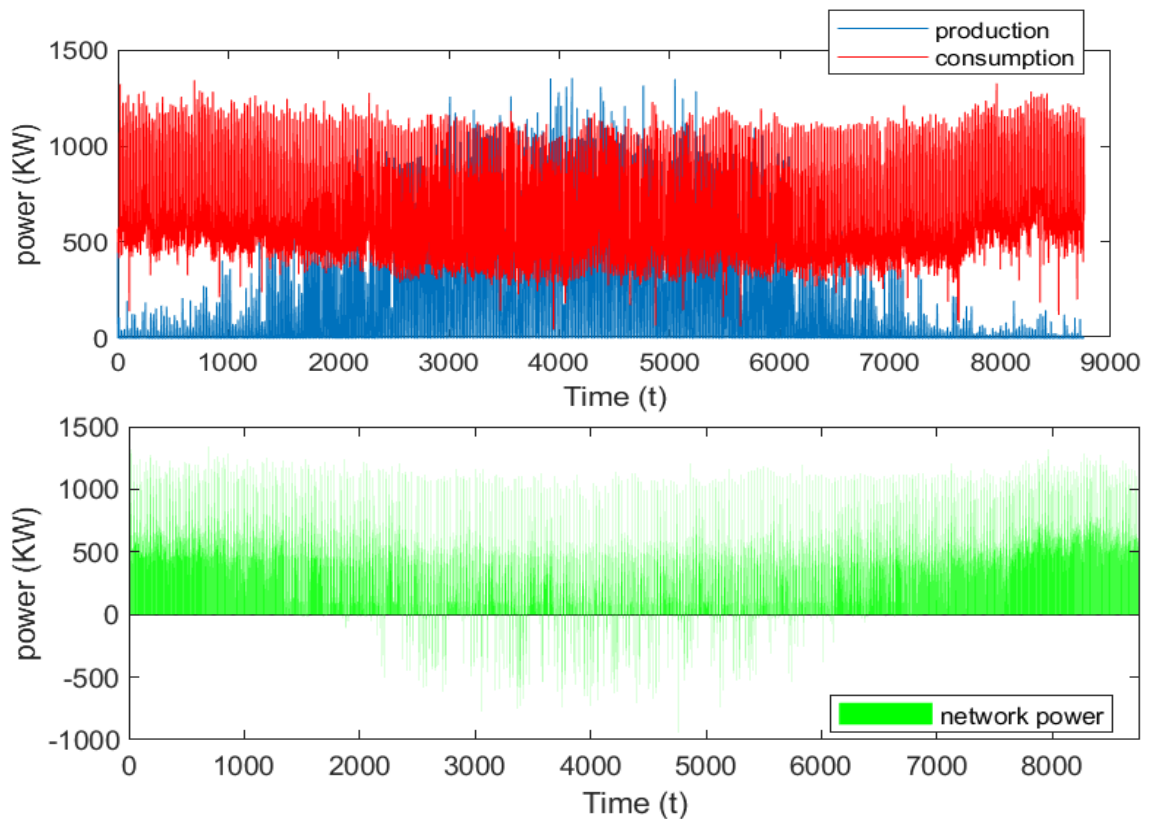 production
consumption
1500
1000
500
0
power (KW)
0 1000 2000 3000 4000 5000 6000 7000 8000 9000
Time (t)
1500
1000
500
0
-500
-1000
power (KW)
network power
0 1000 2000 3000 4000 5000 6000 7000 8000
Time (t)